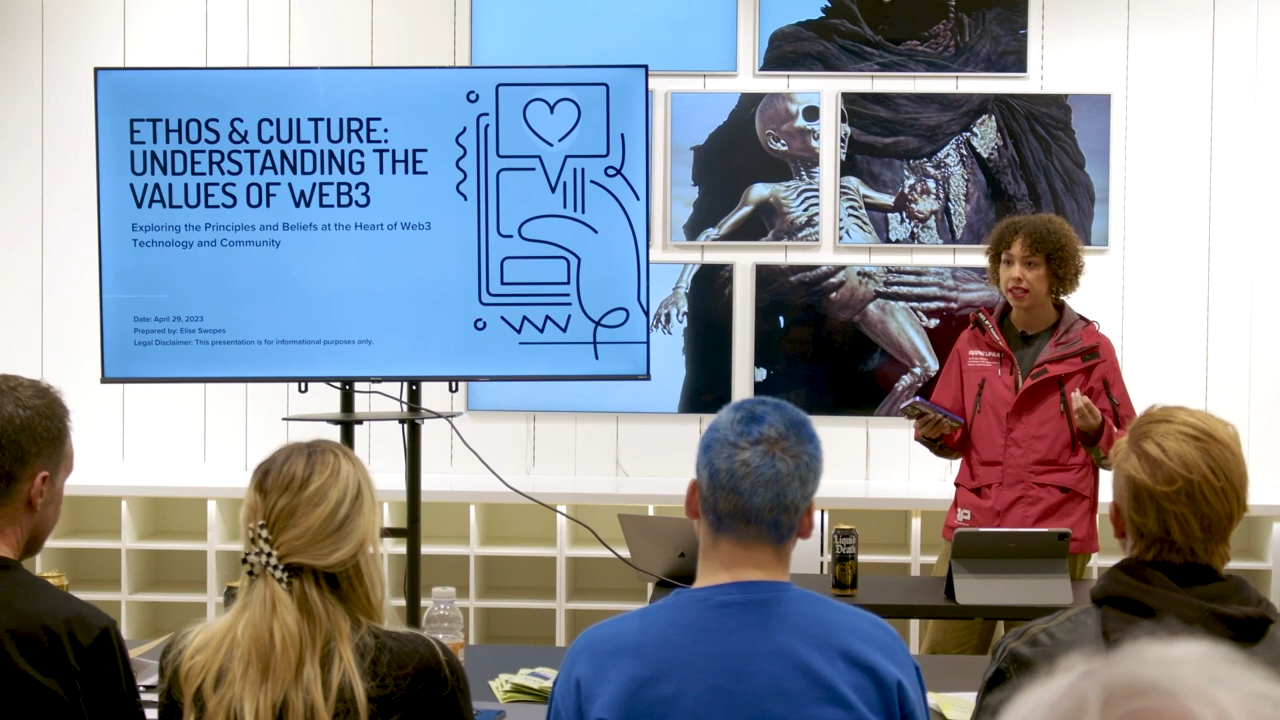 ETHOS & CULTURE:
UNDERSTANDING THE
VALUES OF WEB3
Exploring the Principles and Beliefs at the Heart of Web3
Technology and Community
Date: April 29, 2023
Prepared by: Elise Swopes
Legal Disclaimer: This presentation is for informational purposes only.
Liquid
Death